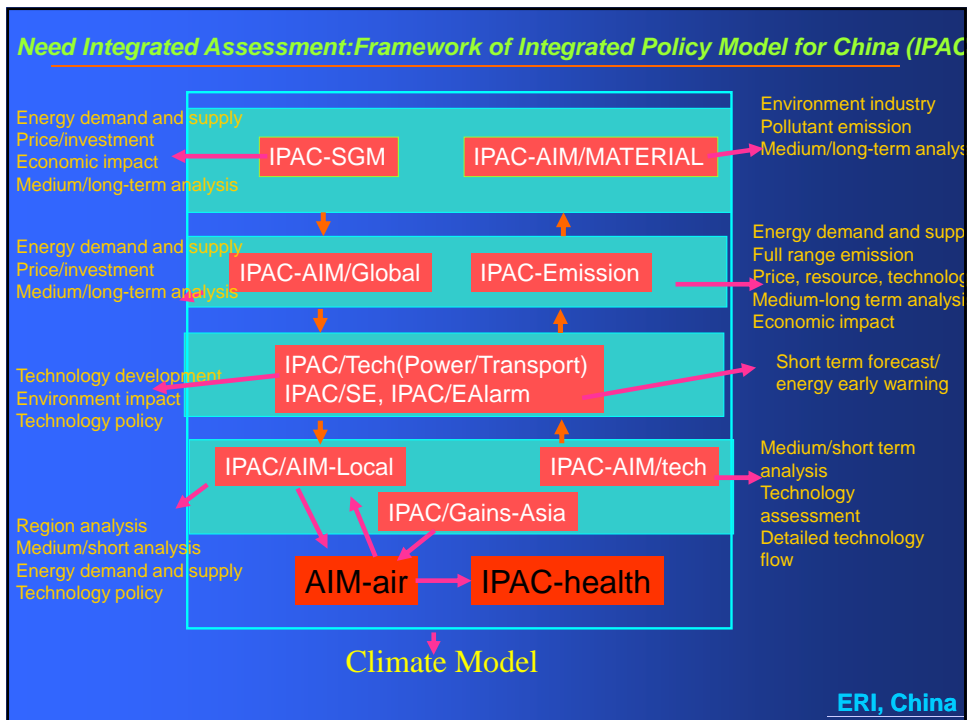 Need Integrated Assessment:Framework of Integrated Policy Model for China (IPAC
Energy demand and supply
Price/investment
Economic impact
Medium/long-term analysis
IPAC-SGM
IPAC-AIM/MATERIAL
Environment industry
Pollutant emission
Medium/long-term analys
Energy demand and supply
Price/investment
Medium/long-term analysis
IPAC-AIM/Global
IPAC-Emission
Energy demand and supp
Full range emission
Price, resource, technolog
Medium-long term analysi
Economic impact
Technology development
Environment impact
Technology policy
IPAC/Tech(Power/Transport)
IPAC/SE, IPAC/EAlarm
Short term forecast/
energy early warning
IPAC/AIM-Local
IPAC-AIM/tech
IPAC/Gains-Asia
Medium/short term
analysis
Technology
assessment
Detailed technology
flow
Region analysis
Medium/short analysis
Energy demand and supply
Technology policy
AIM-air
IPAC-health
Climate Model
ERI, China